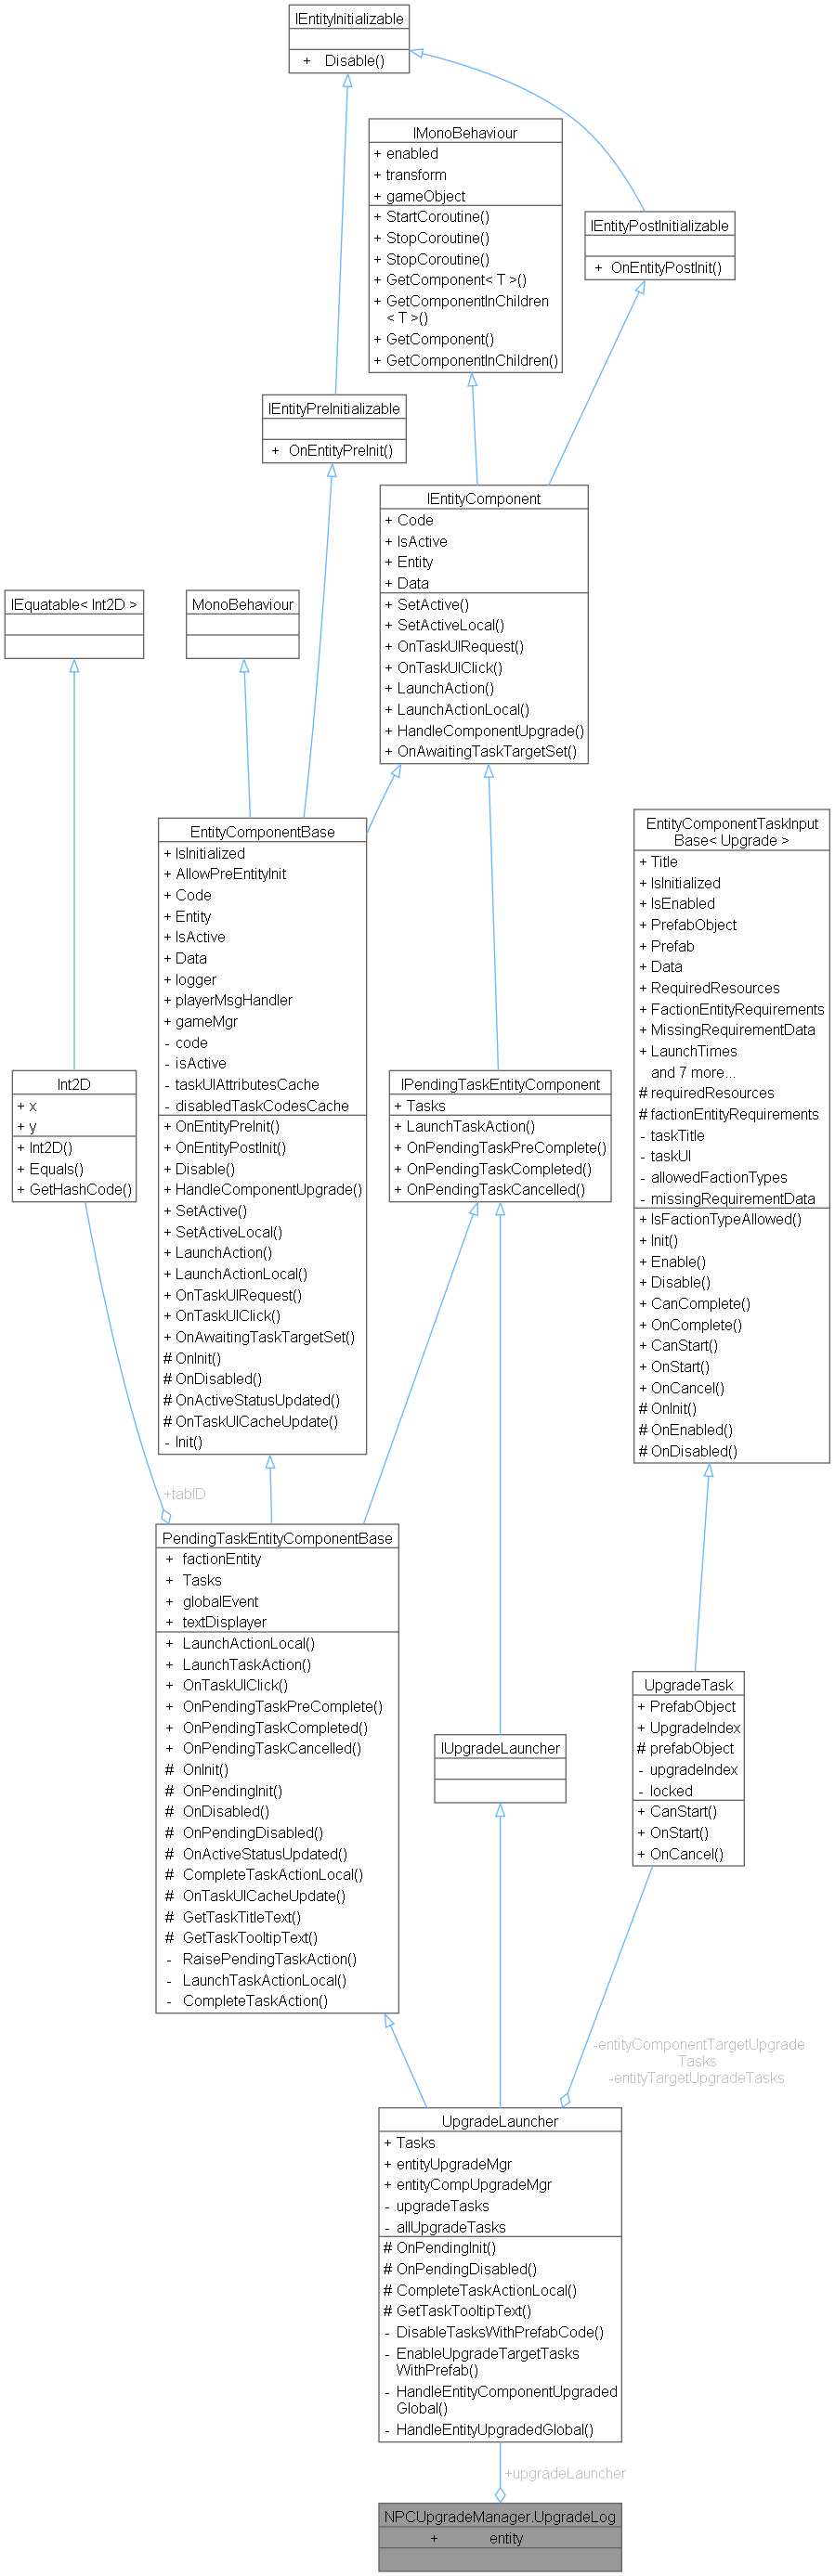 IEntityInitializable
+ Disable()
IMonoBehaviour
+ enabled
+ transform
+ gameObject
+ StartCoroutine()
+ StopCoroutine()
+ StopCoroutine()
+ GetComponent< T >()
+ GetComponentInChildren
< T >()
+ GetComponent()
+ GetComponentInChildren()
IEntityPostInitializable
+ OnEntityPostInit()
IEntityPreInitializable
+ OnEntityPreInit()
IEntityComponent
+ Code
+ IsActive
+ Entity
+ Data
+ SetActive()
+ SetActiveLocal()
+ OnTaskUIRequest()
+ OnTaskUIClick()
+ LaunchAction()
+ LaunchActionLocal()
+ HandleComponentUpgrade()
+ OnAwaitingTaskTargetSet()
IEquatable< Int2D >
MonoBehaviour
EntityComponentBase
+ IsInitialized
+ AllowPreEntityInit
+ Code
+ Entity
+ IsActive
+ Data
+ logger
+ playerMsgHandler
+ gameMgr
- code
- isActive
- taskUIAttributesCache
- disabledTaskCodesCache
+ OnEntityPreInit()
+ OnEntityPostInit()
+ Disable()
+ HandleComponentUpgrade()
+ SetActive()
+ SetActiveLocal()
+ LaunchAction()
+ LaunchActionLocal()
+ OnTaskUIRequest()
+ OnTaskUIClick()
+ OnAwaitingTaskTargetSet()
# OnInit()
# OnDisabled()
# OnActiveStatusUpdated()
# OnTaskUICacheUpdate()
- Init()
EntityComponentTaskInput
Base< Upgrade >
+ Title
+ IsInitialized
+ IsEnabled
+ PrefabObject
+ Prefab
+ Data
+ RequiredResources
+ FactionEntityRequirements
+ MissingRequirementData
+ LaunchTimes
and 7 more...
# requiredResources
# factionEntityRequirements
- taskTitle
- taskUI
- allowedFactionTypes
- missingRequirementData
+ IsFactionTypeAllowed()
+ Init()
+ Enable()
+ Disable()
+ CanComplete()
+ OnComplete()
+ CanStart()
+ OnStart()
+ OnCancel()
# OnInit()
# OnEnabled()
# OnDisabled()
Int2D
+ x
+ y
+ Int2D()
+ Equals()
+ GetHashCode()
IPendingTaskEntityComponent
+ Tasks
+ LaunchTaskAction()
+ OnPendingTaskPreComplete()
+ OnPendingTaskCompleted()
+ OnPendingTaskCancelled()
+tabID
PendingTaskEntityComponentBase
+ factionEntity
+ Tasks
+ globalEvent
+ textDisplayer
+ LaunchActionLocal()
+ LaunchTaskAction()
+ OnTaskUIClick()
+ OnPendingTaskPreComplete()
+ OnPendingTaskCompleted()
+ OnPendingTaskCancelled()
# OnInit()
# OnPendingInit()
# OnDisabled()
# OnPendingDisabled()
# OnActiveStatusUpdated()
# CompleteTaskActionLocal()
# OnTaskUICacheUpdate()
# GetTaskTitleText()
# GetTaskTooltipText()
- RaisePendingTaskAction()
- LaunchTaskActionLocal()
- CompleteTaskAction()
IUpgradeLauncher
UpgradeTask
+ PrefabObject
+ UpgradeIndex
# prefabObject
- upgradeIndex
- locked
+ CanStart()
+ OnStart()
+ OnCancel()
-entityComponentTargetUpgrade
Tasks
-entityTargetUpgradeTasks
UpgradeLauncher
+ Tasks
+ entityUpgradeMgr
+ entityCompUpgradeMgr
- upgradeTasks
- allUpgradeTasks
# OnPendingInit()
# OnPendingDisabled()
# CompleteTaskActionLocal()
# GetTaskTooltipText()
- DisableTasksWithPrefabCode()
- EnableUpgradeTargetTasks
WithPrefab()
- HandleEntityComponentUpgraded
Global()
- HandleEntityUpgradedGlobal()
+upgradeLauncher
NPCUpgradeManager.UpgradeLog
+ entity